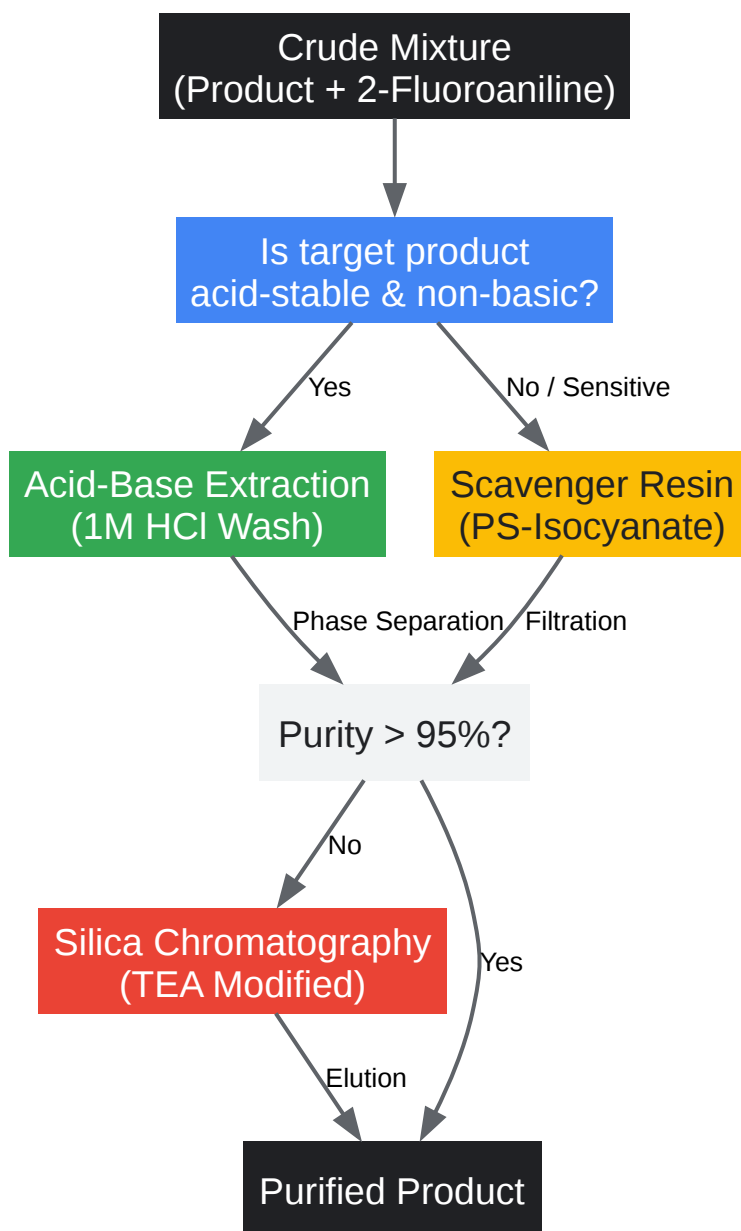 Crude Mixture
(Product + 2-Fluoroaniline)
Is target product
acid-stable & non-basic?
Yes
No / Sensitive
Acid-Base Extraction
(1M HCl Wash)
Scavenger Resin
(PS-Isocyanate)
Phase Separation
Filtration
Purity > 95%?
No
Silica Chromatography
(TEA Modified)
Yes
Elution
Purified Product